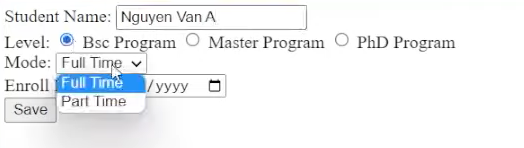 Student Name: Nguyen Van A
Level: Bsc Program Master Program PhD Program
Mode: Full Time
Enroll /yyyy
Full Time
Part Time
Save